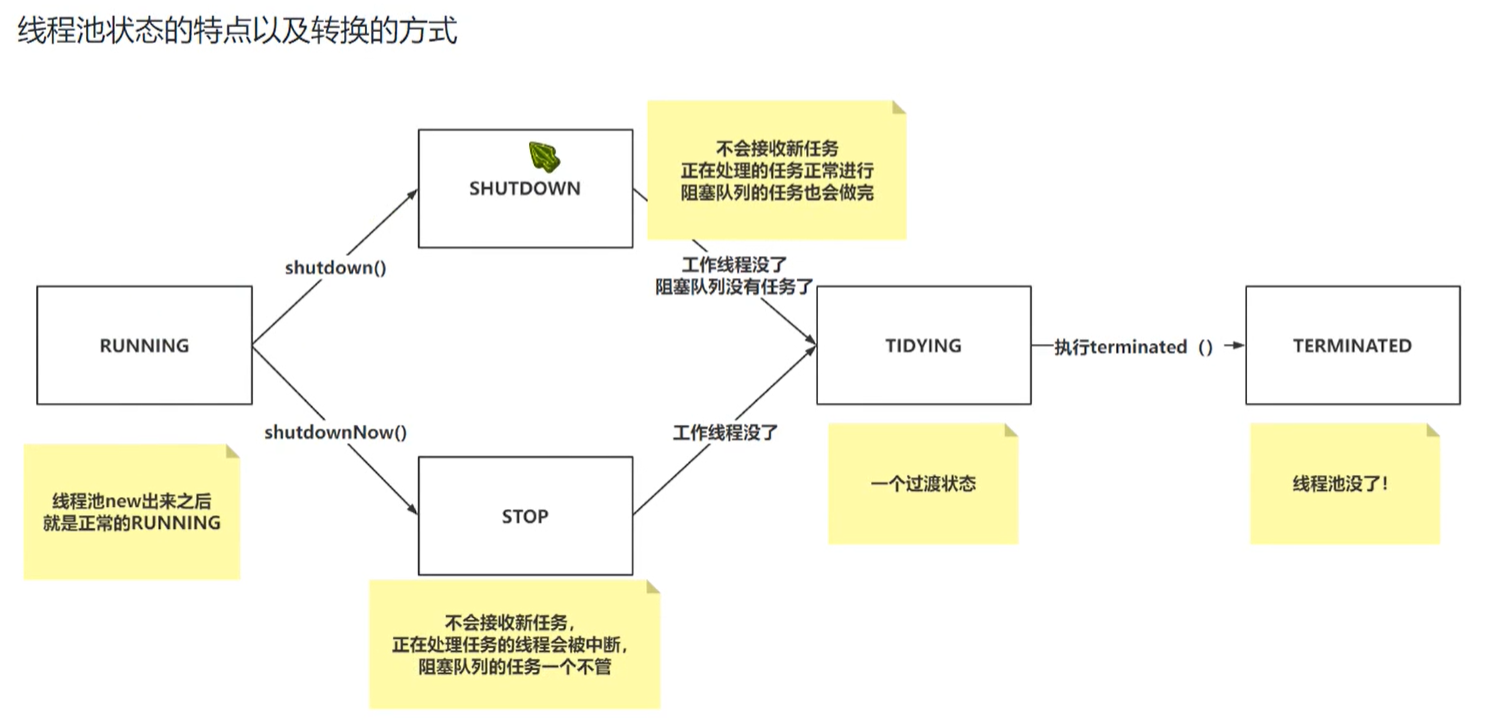 线程池状态的特点以及转换的方式
不会接收新任务
正在处理的任务正常进行
阻塞队列的任务也会做完
SHUTDOWN
shutdown()
工作线程没了
阻塞队列没有任务了
RUNNING
TIDYING
执行terminated（）
TERMINATED
shutdownNow()
工作线程没了
线程池new出来之后
就是正常的RUNNING
STOP
一个过渡状态
线程池没了!
不会接收新任务,
正在处理任务的线程会被中断,
阻塞队列的任务一个不管